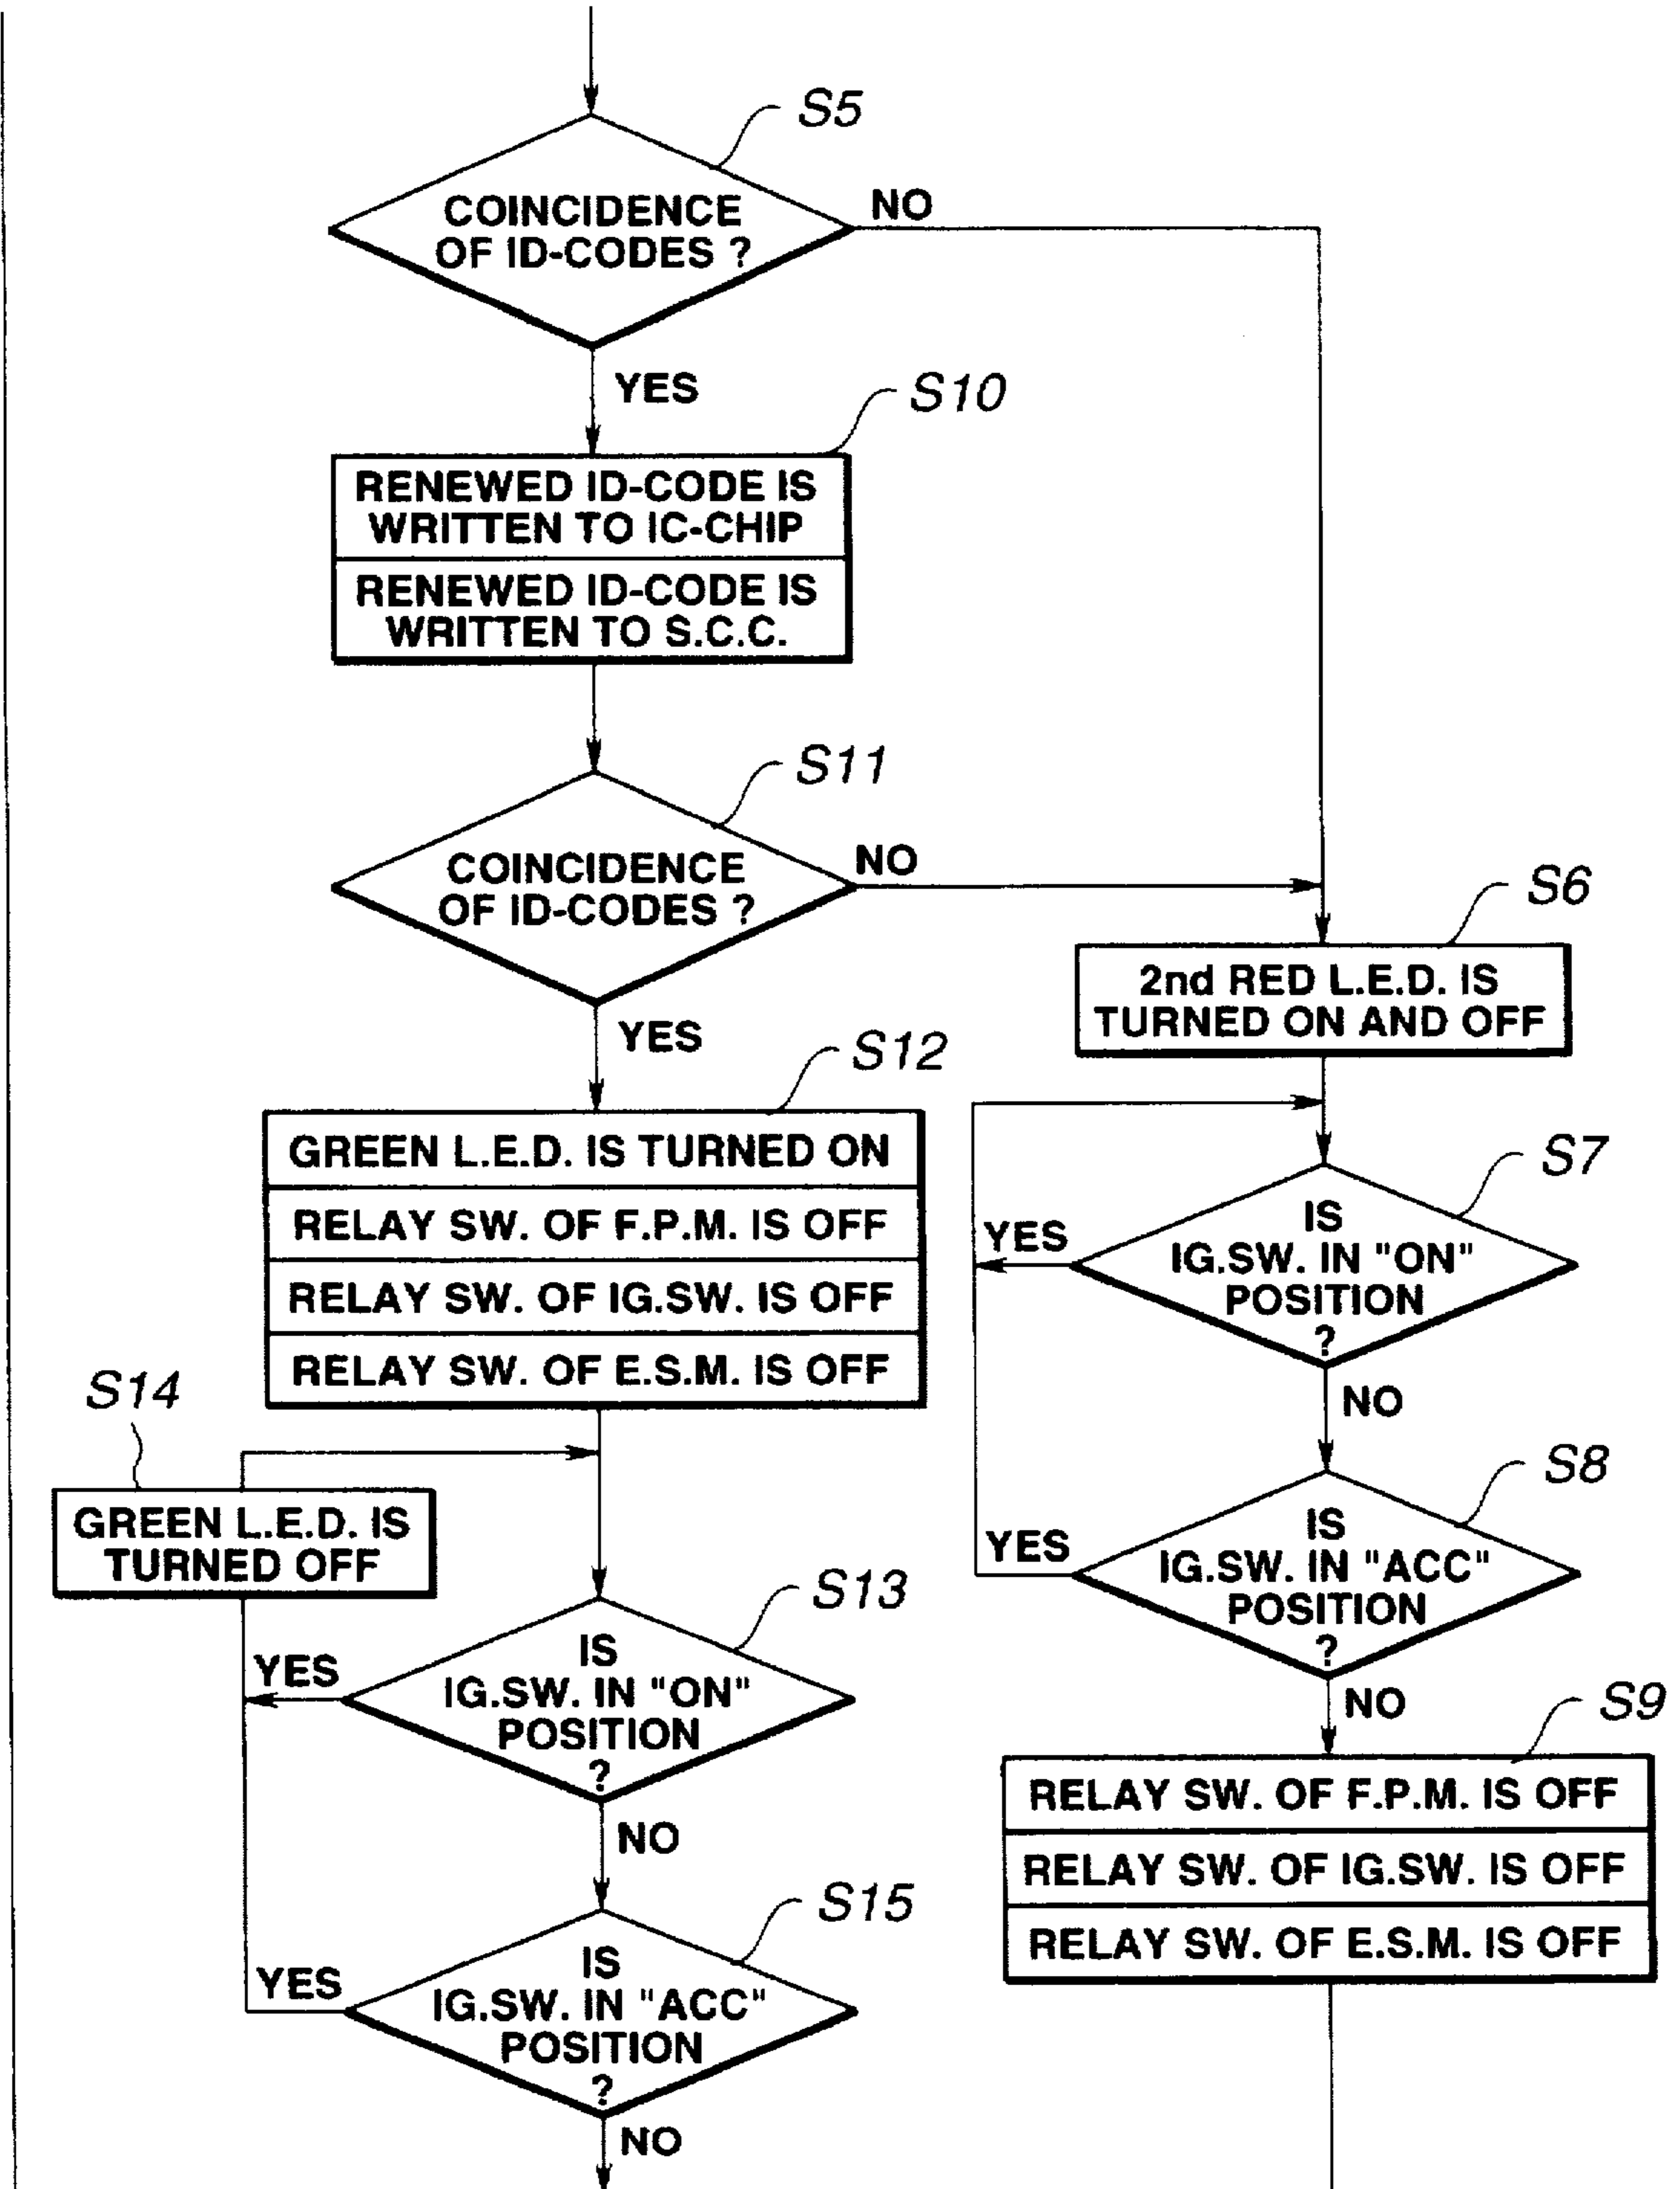 S5
COINCIDENCE
OF ID-CODES ?
NO
YES
S10
RENEWED ID-CODE IS
WRITTEN TO IC-CHIP
RENEWED ID-CODE IS
WRITTEN TO S.C.C.
S11
COINCIDENCE
OF ID-CODES ?
NO
YES
S6
2nd RED L.E.D. IS
TURNED ON AND OFF
S12
GREEN L.E.D. IS TURNED ON
RELAY SW. OF F.P.M. IS OFF
RELAY SW. OF IG.SW. IS OFF
RELAY SW. OF E.S.M. IS OFF
S7
IS
IG.SW. IN "ON"
POSITION
?
YES
NO
S14
GREEN L.E.D. IS
TURNED OFF
S8
IS
IG.SW. IN "ACC"
POSITION
?
YES
NO
S13
IS
IG.SW. IN "ON"
POSITION
?
YES
NO
S9
RELAY SW. OF F.P.M. IS OFF
RELAY SW. OF IG.SW. IS OFF
RELAY SW. OF E.S.M. IS OFF
S15
IS
IG.SW. IN "ACC"
POSITION
?
YES
NO